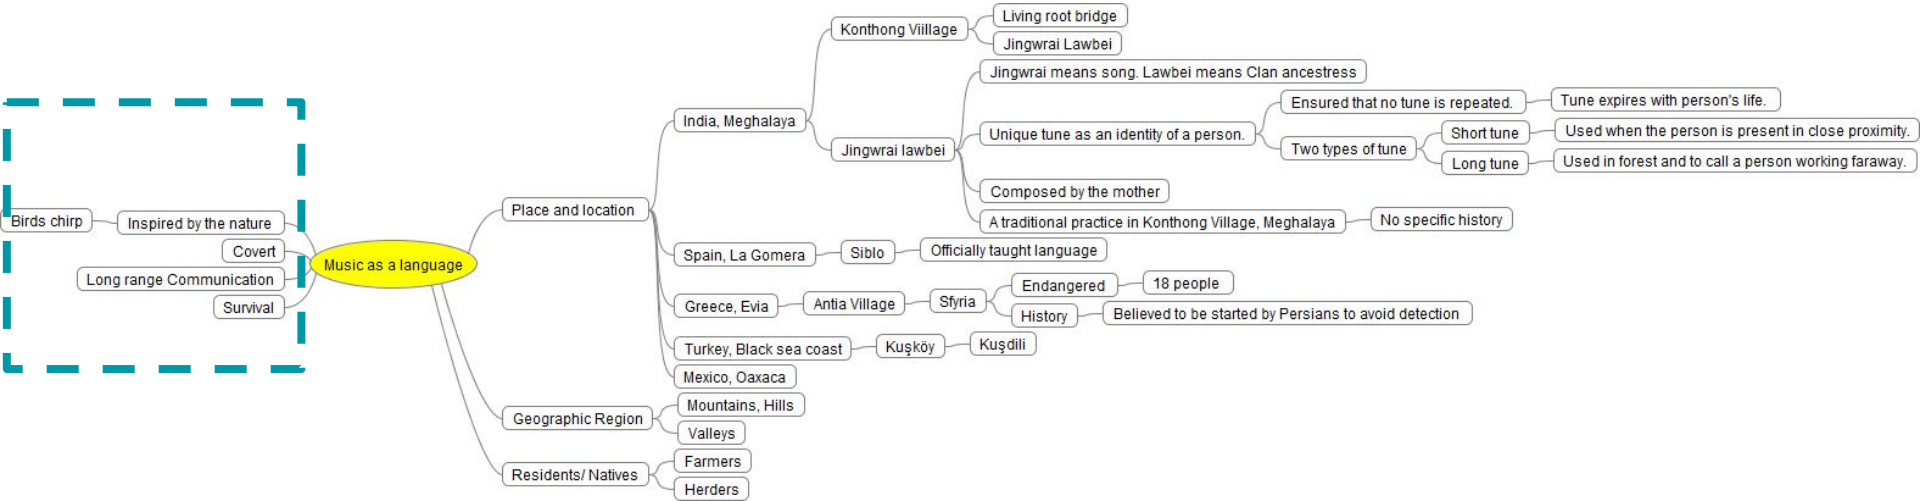 Birds chirp
Inspired by the nature
Covert
Long range Communication
Survival
Music as a language
Place and location
India, Meghalaya
Konthong Viillage
Living root bridge
Jingwrai Lawbei
Jingwrai lawbei
Jingwrai means song. Lawbei means Clan ancestress
Unique tune as an identity of a person.
Ensured that no tune is repeated.
Tune expires with person's life.
Two types of tune
Short tune
Used when the person is present in close proximity.
Long tune
Used in forest and to call a person working faraway.
Composed by the mother
A traditional practice in Konthong Village, Meghalaya
No specific history
Spain, La Gomera
Siblo
Officially taught language
Greece, Evia
Antia Village
Sfyria
Endangered
18 people
History
Believed to be started by Persians to avoid detection
Turkey, Black sea coast
Kuşköy
Kuşdili
Mexico, Oaxaca
Geographic Region
Mountains, Hills
Valleys
Residents/ Natives
Farmers
Herders